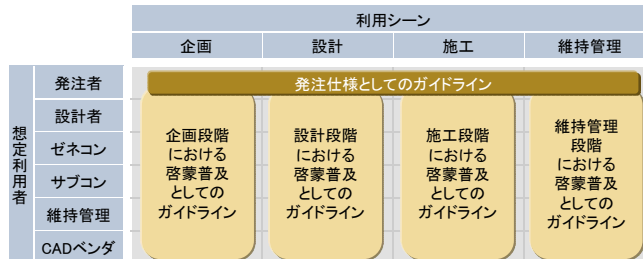 利用シーン
企画
設計
施工
維持管理
想定利用者
発注者
設計者
ゼネコン
サブコン
維持管理
CADベンダ
発注仕様としてのガイドライン
企画段階
における
啓蒙普及
としての
ガイドライン
設計段階
における
啓蒙普及
としての
ガイドライン
施工段階
における
啓蒙普及
としての
ガイドライン
維持管理
段階
における
啓蒙普及
としての
ガイドライン